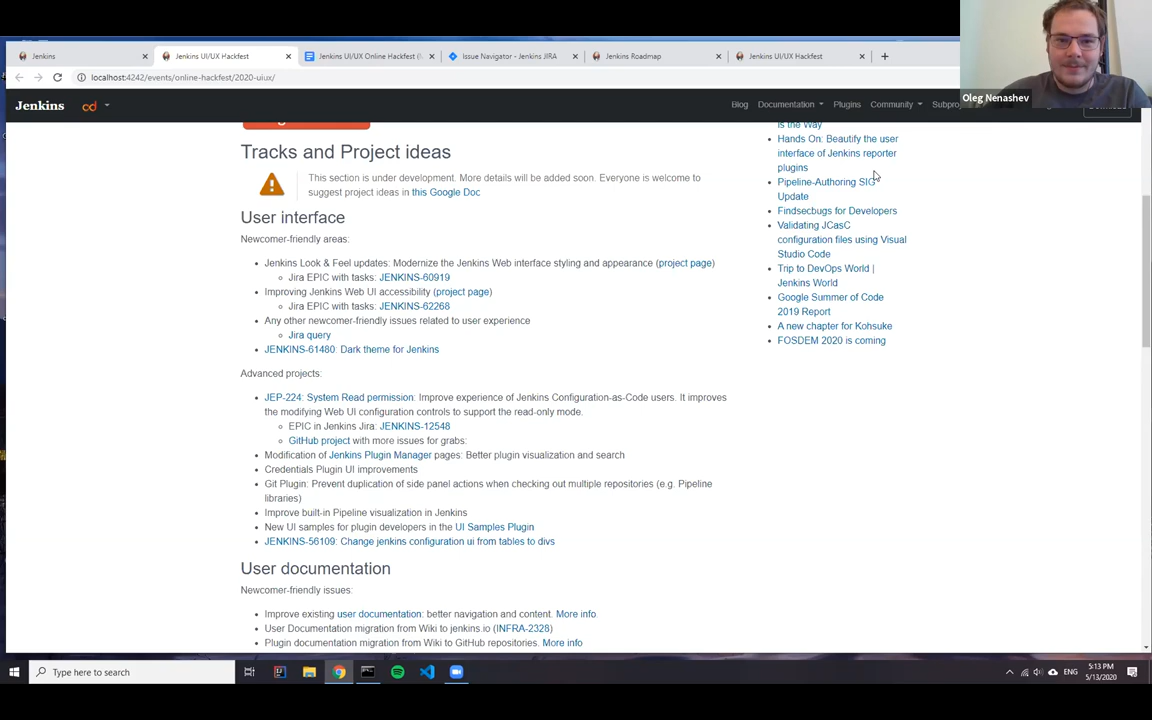 Jenkins
Jenkins UI/UX Hackfest
Jenkins UI/UX Online Hackfest (
Issue Navigator - Jenkins JIRA
Jenkins Roadmap
Jenkins UI/UX Hackfest
localhost:4242/events/online-hackfest/2020-uiux/
Oleg Nenashev
Jenkins
cd
Blog
Documentation
Plugins
Community
Subproj
is the Way
Hands On: Beautify the user
interface of Jenkins reporter
plugins
Pipeline-Authoring SIG
Update
Findsecbugs for Developers
Validating JCasC
configuration files using Visual
Studio Code
Trip to DevOps World |
Jenkins World
Google Summer of Code
2019 Report
A new chapter for Kohsuke
FOSDEM 2020 is coming
Tracks and Project ideas
This section is under development. More details will be added soon. Everyone is welcome to
suggest project ideas in this Google Doc
User interface
Newcomer-friendly areas:
Jenkins Look & Feel updates: Modernize the Jenkins Web interface styling and appearance (project page)
Jira EPIC with tasks: JENKINS-60919
Improving Jenkins Web UI accessibility (project page)
Jira EPIC with tasks: JENKINS-62268
Any other newcomer-friendly issues related to user experience
Jira query
JENKINS-61480: Dark theme for Jenkins
Advanced projects:
JEP-224: System Read permission: Improve experience of Jenkins Configuration-as-Code users. It improves
the modifying Web UI configuration controls to support the read-only mode.
EPIC in Jenkins Jira: JENKINS-12548
GitHub project with more issues for grabs:
Modification of Jenkins Plugin Manager pages: Better plugin visualization and search
Credentials Plugin UI improvements
Git Plugin: Prevent duplication of side panel actions when checking out multiple repositories (e.g. Pipeline
libraries)
Improve built-in Pipeline visualization in Jenkins
New UI samples for plugin developers in the UI Samples Plugin
JENKINS-56109: Change jenkins configuration ui from tables to divs
User documentation
Newcomer-friendly issues:
Improve existing user documentation: better navigation and content. More info.
User Documentation migration from Wiki to jenkins.io (INFRA-2328)
Plugin documentation migration from Wiki to GitHub repositories. More info
Type here to search
ENG
5:13 PM
5/13/2020